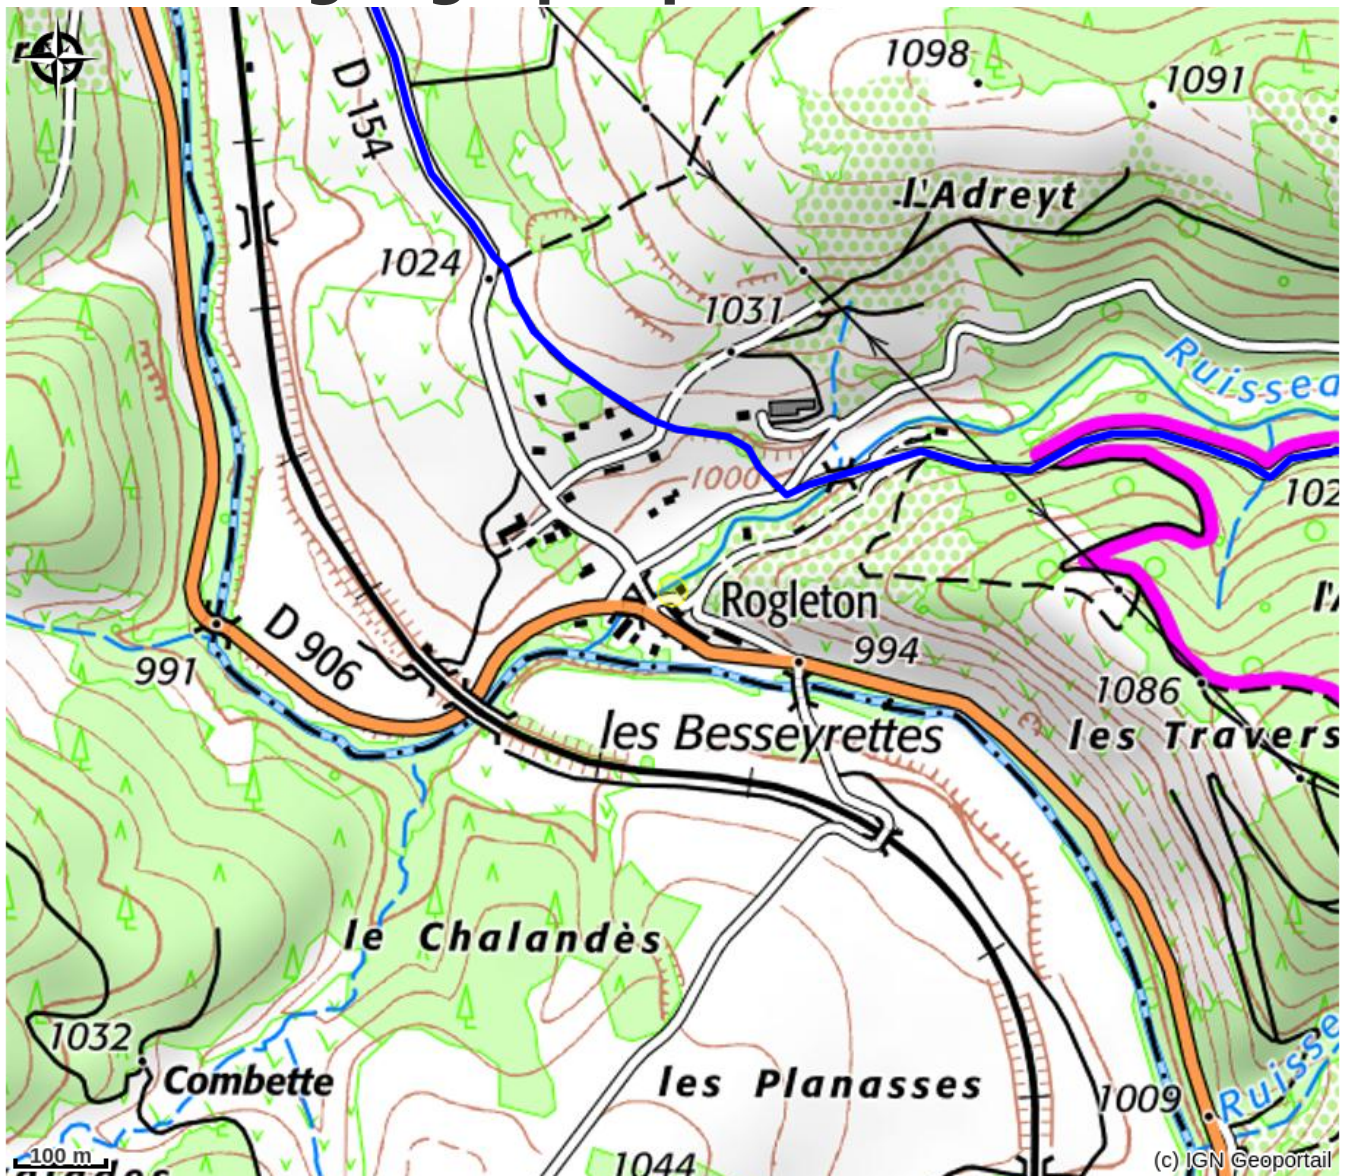 1098
1091
D 154
l'Adreyt
1024
1031
Ruissea
1000
102
Rogleton
D 906
994
991
1086
les Besseyrettes
les Travers
le Chalandès
1032
Combette
les Planasses
1009
Ruisse
100 m
1044
(c) IGN Geoportail